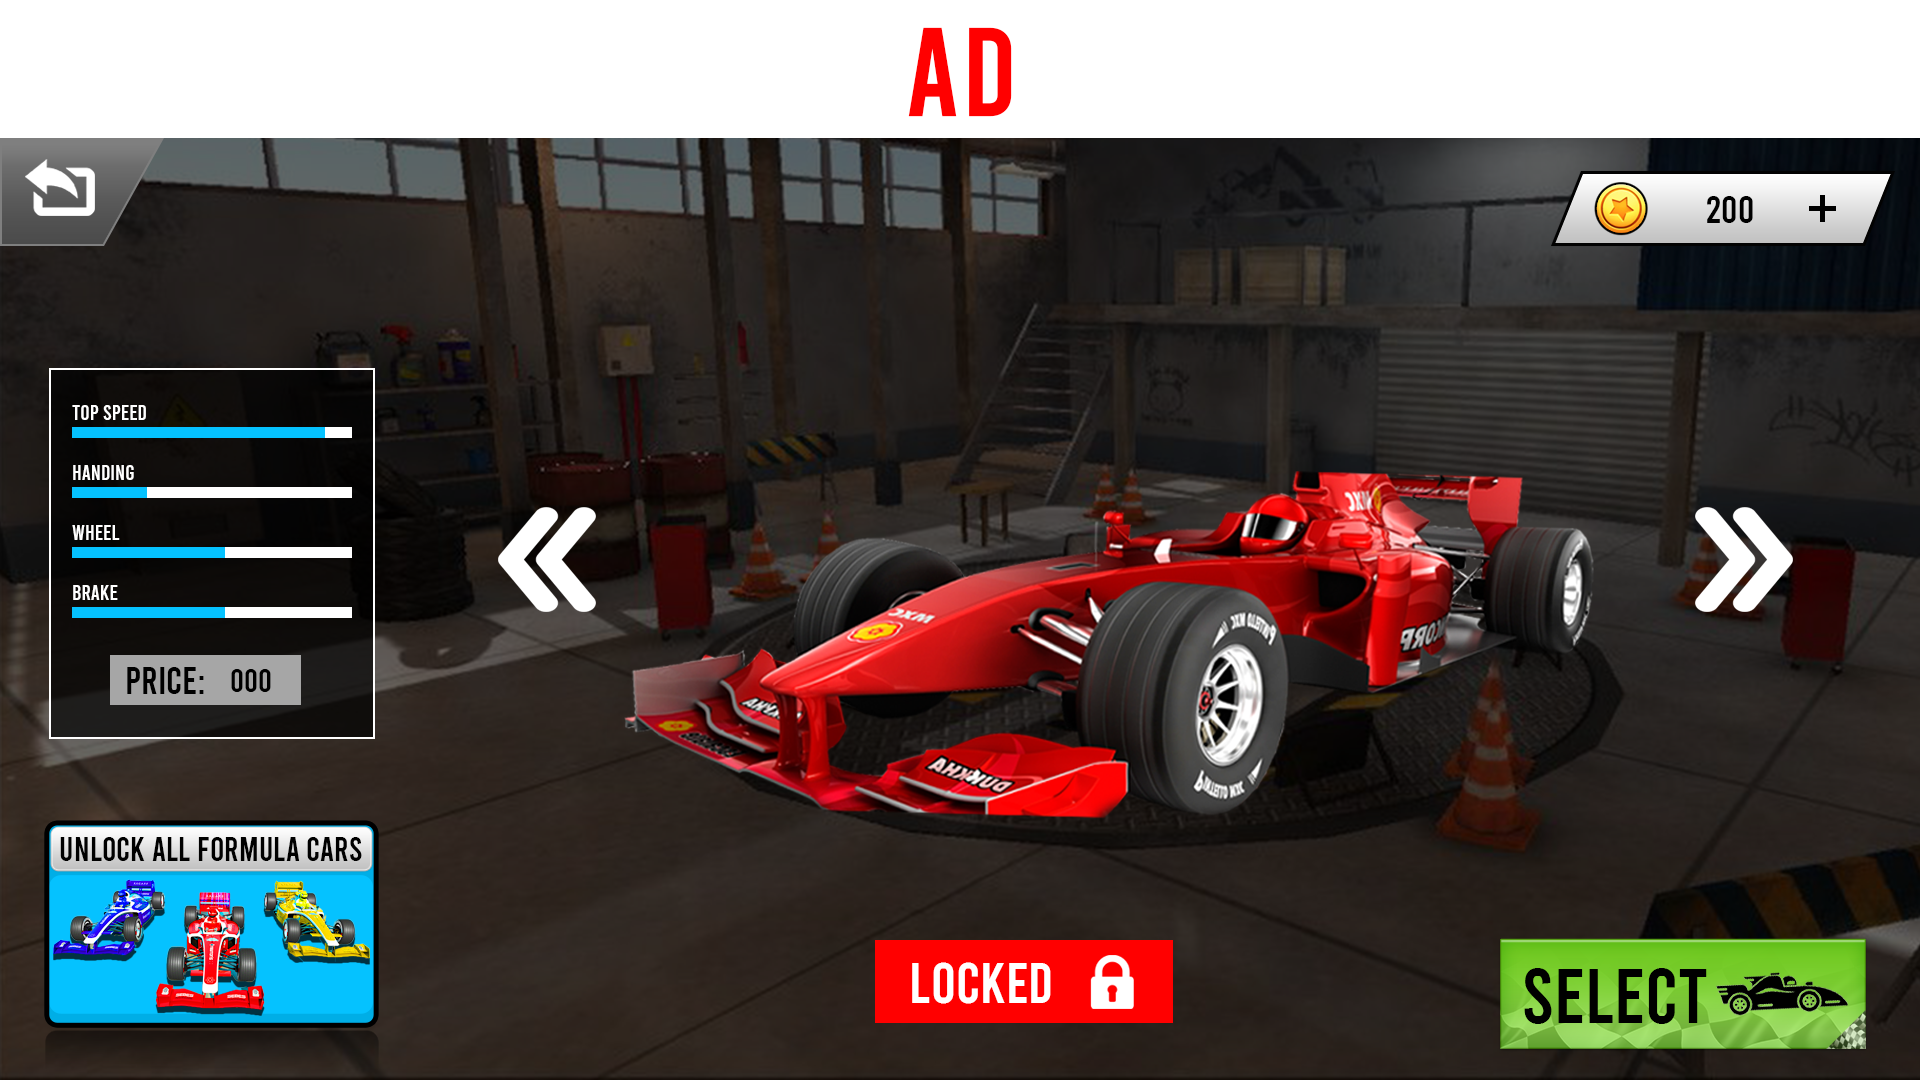 AD
200 +
TOP SPEED
HANDING
WHEEL
BRAKE
PRICE: 000
UNLOCK ALL FORMULA CARS
LOCKED
SELECT